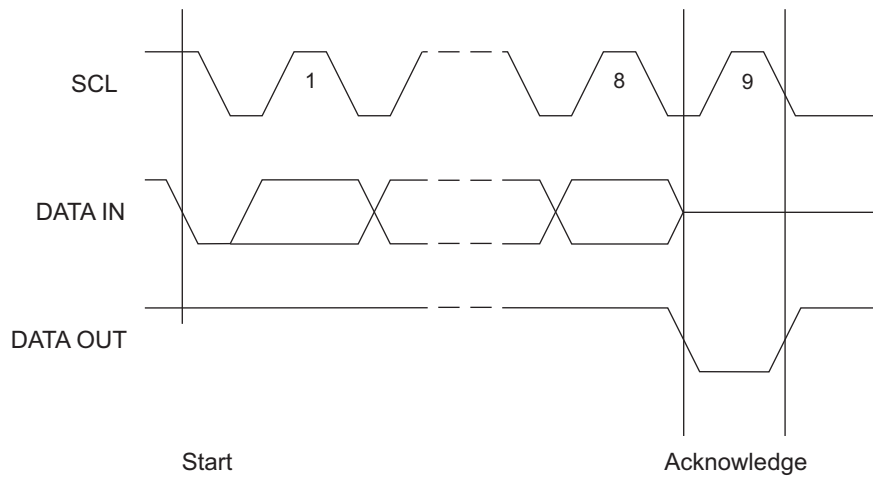 SCL
1
8
9
DATA IN
DATA OUT
Start
Acknowledge